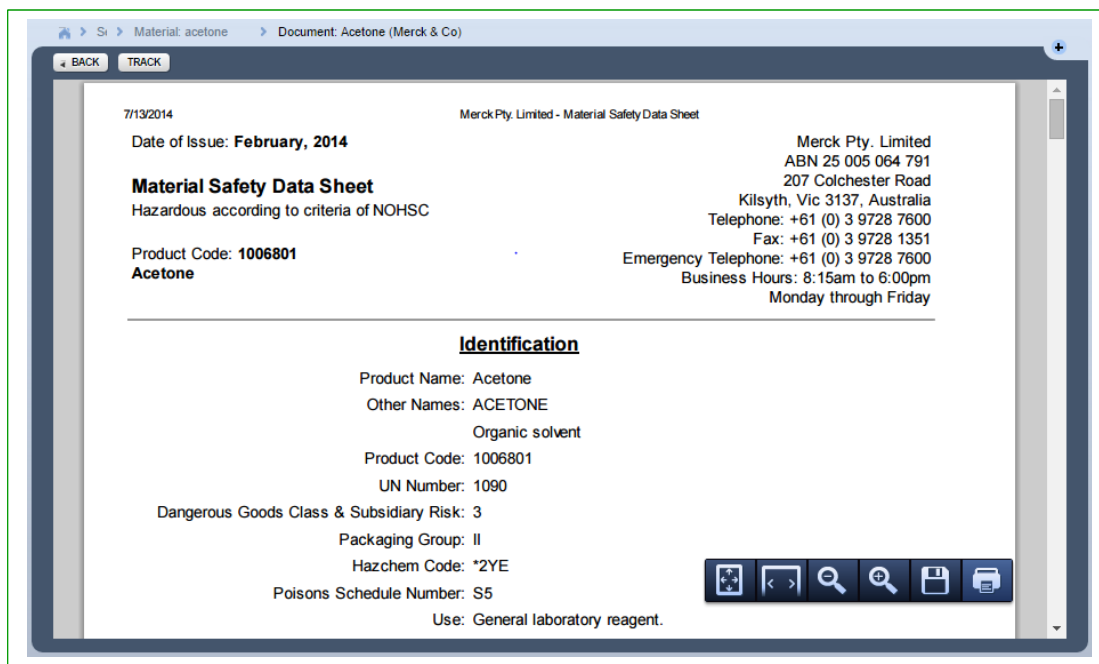 Material: acetone Document: Acetone (Merck & Co)
BACK TRACK
7/13/2014 Merck Pty. Limited - Material Safety Data Sheet
Date of Issue: February, 2014
Merck Pty. Limited
ABN 25 005 064 791
207 Colchester Road
Kilsyth, Vic 3137, Australia
Telephone: +61 (0) 3 9728 7600
Fax: +61 (0) 3 9728 1351
Emergency Telephone: +61 (0) 3 9728 7600
Business Hours: 8:15am to 6:00pm
Monday through Friday
Material Safety Data Sheet
Hazardous according to criteria of NOHSC
Product Code: 1006801
Acetone
Identification
Product Name: Acetone
Other Names: ACETONE
Organic solvent
Product Code: 1006801
UN Number: 1090
Dangerous Goods Class & Subsidiary Risk: 3
Packaging Group: II
Hazchem Code: *2YE
Poisons Schedule Number: S5
Use: General laboratory reagent.